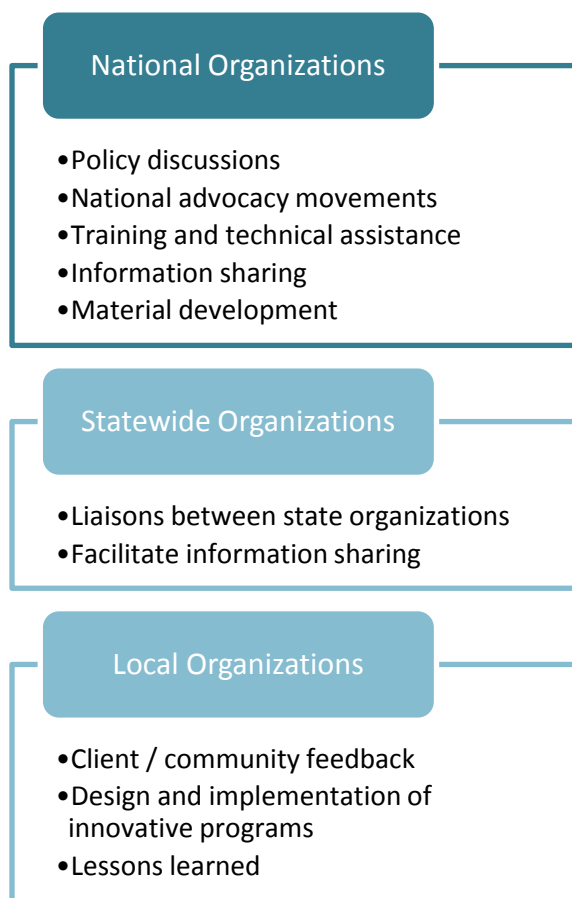 National Organizations
•Policy discussions
•National advocacy movements
•Training and technical assistance
•Information sharing
•Material development
Statewide Organizations
•Liaisons between state organizations
•Facilitate information sharing
Local Organizations
•Client / community feedback
•Design and implementation of
innovative programs
•Lessons learned